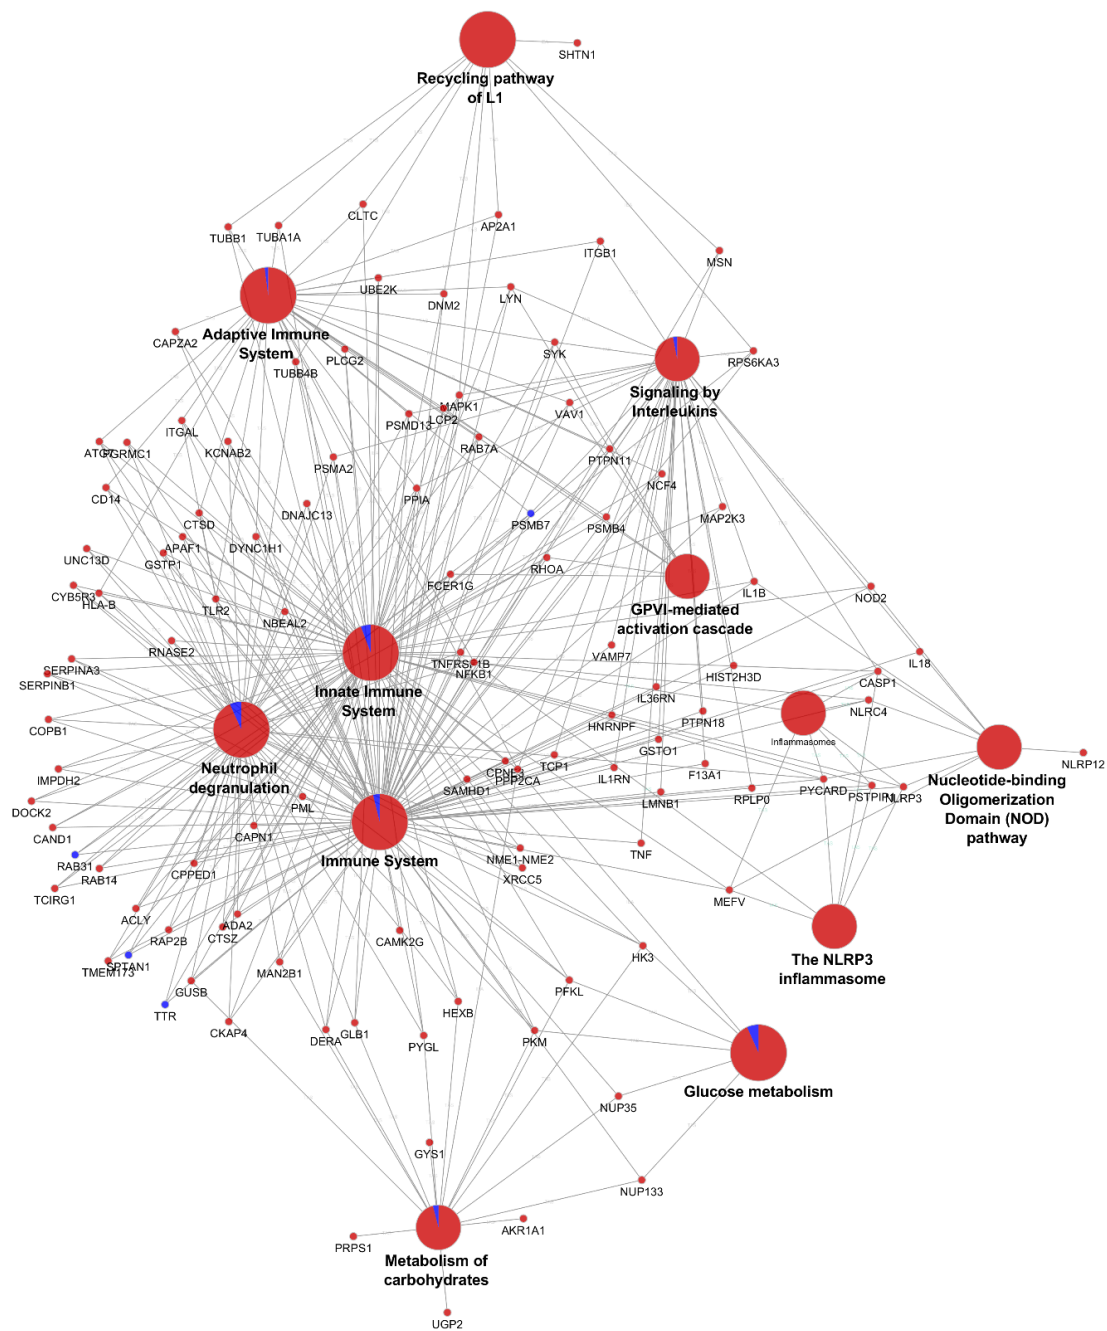 SHTN1
Recycling pathway
of L1
CLTC
AP2A1
TUBB1
TUBA1A
ITGB1
MSN
UBE2K
DNM2
LYN
CAPZA2
Adaptive Immune
System
PLCG2
TUBB4B
SYK
RPS6KA3
Signaling by
Interleukins
MAPK1
LCP2
PSMD13
VAV1
ITGAL
RAB7A
ATG7
PGRMC1
KCNAB2
PSMA2
PTPN11
NCF4
CD14
PPIA
DNAJC13
CTSD
PSMB7
PSMB4
MAP2K3
APAF1
DYNC1H1
GSTP1
UNC13D
RHOA
FCER1G
CYB5R3
HLA-B
TLR2
NBEAL2
IL1B
NOD2
GPVI-mediated
activation cascade
RNASE2
VAMP7
TNFRSF1B
NFKB1
IL18
HIST2H3D
CASP1
SERPINA3
SERPINB1
Innate Immune
System
IL36RN
NLRC4
COPB1
HNRNPF
PTPN18
Inflammasomes
GSTO1
NLRP12
Neutrophil
degranulation
TCP1
CPNE1
PPP2CA
IL1RN
F13A1
IMPDH2
SAMHD1
RPLP0
PYCARD
PSTPIP1
NLRP3
Nucleotide-binding
Oligomerization
Domain (NOD)
pathway
DOCK2
PML
LMNB1
CAPN1
CAND1
Immune System
TNF
NME1-NME2
RAB31
RAB14
CPPED1
XRCC5
TCIRG1
MEFV
ACLY
ADA2
CTSZ
RAP2B
CAMK2G
HK3
The NLRP3
inflammasome
SPTAN1
TMEM173
MAN2B1
GUSB
PFKL
TTR
HEXB
CKAP4
DERA
GLB1
PYGL
PKM
Glucose metabolism
NUP35
GYS1
NUP133
AKR1A1
PRPS1
Metabolism of
carbohydrates
UGP2